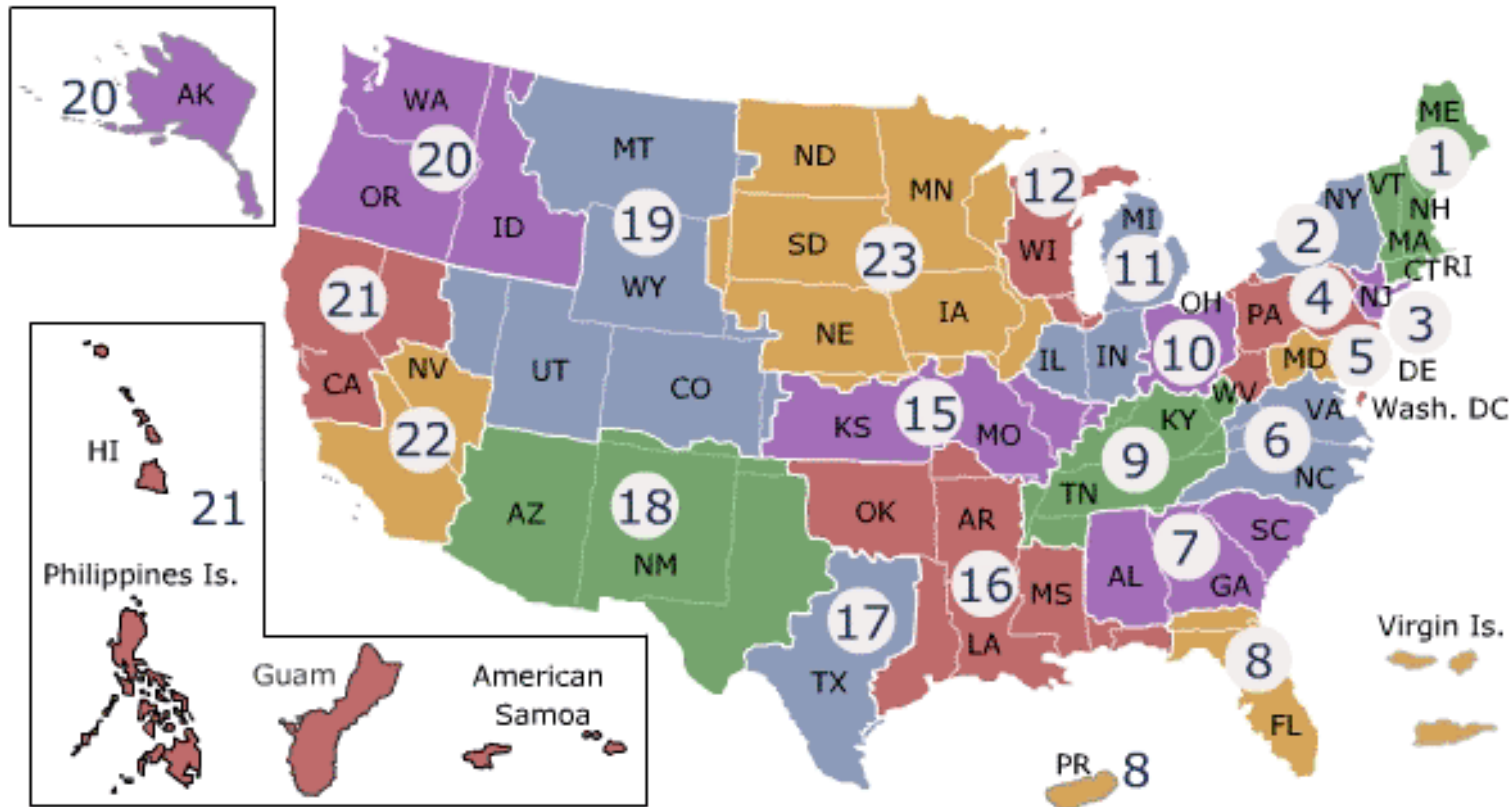 20
AK
WA
20
OR
ID
MT
19
WY
ND
MN
SD
23
NE
IA
12
WI
MI
11
ME
1
VT
NH
NY
2
MA
CT
RI
21
CA
NV
22
UT
CO
KS
15
MO
IL
IN
OH
10
PA
4
NJ
3
MD
5
DE
WV
Wash. DC
VA
6
NC
KY
9
TN
AZ
18
NM
OK
AR
16
MS
LA
AL
7
GA
SC
17
TX
8
FL
HI
21
Philippines Is.
Guam
American
Samoa
Virgin Is.
PR
8